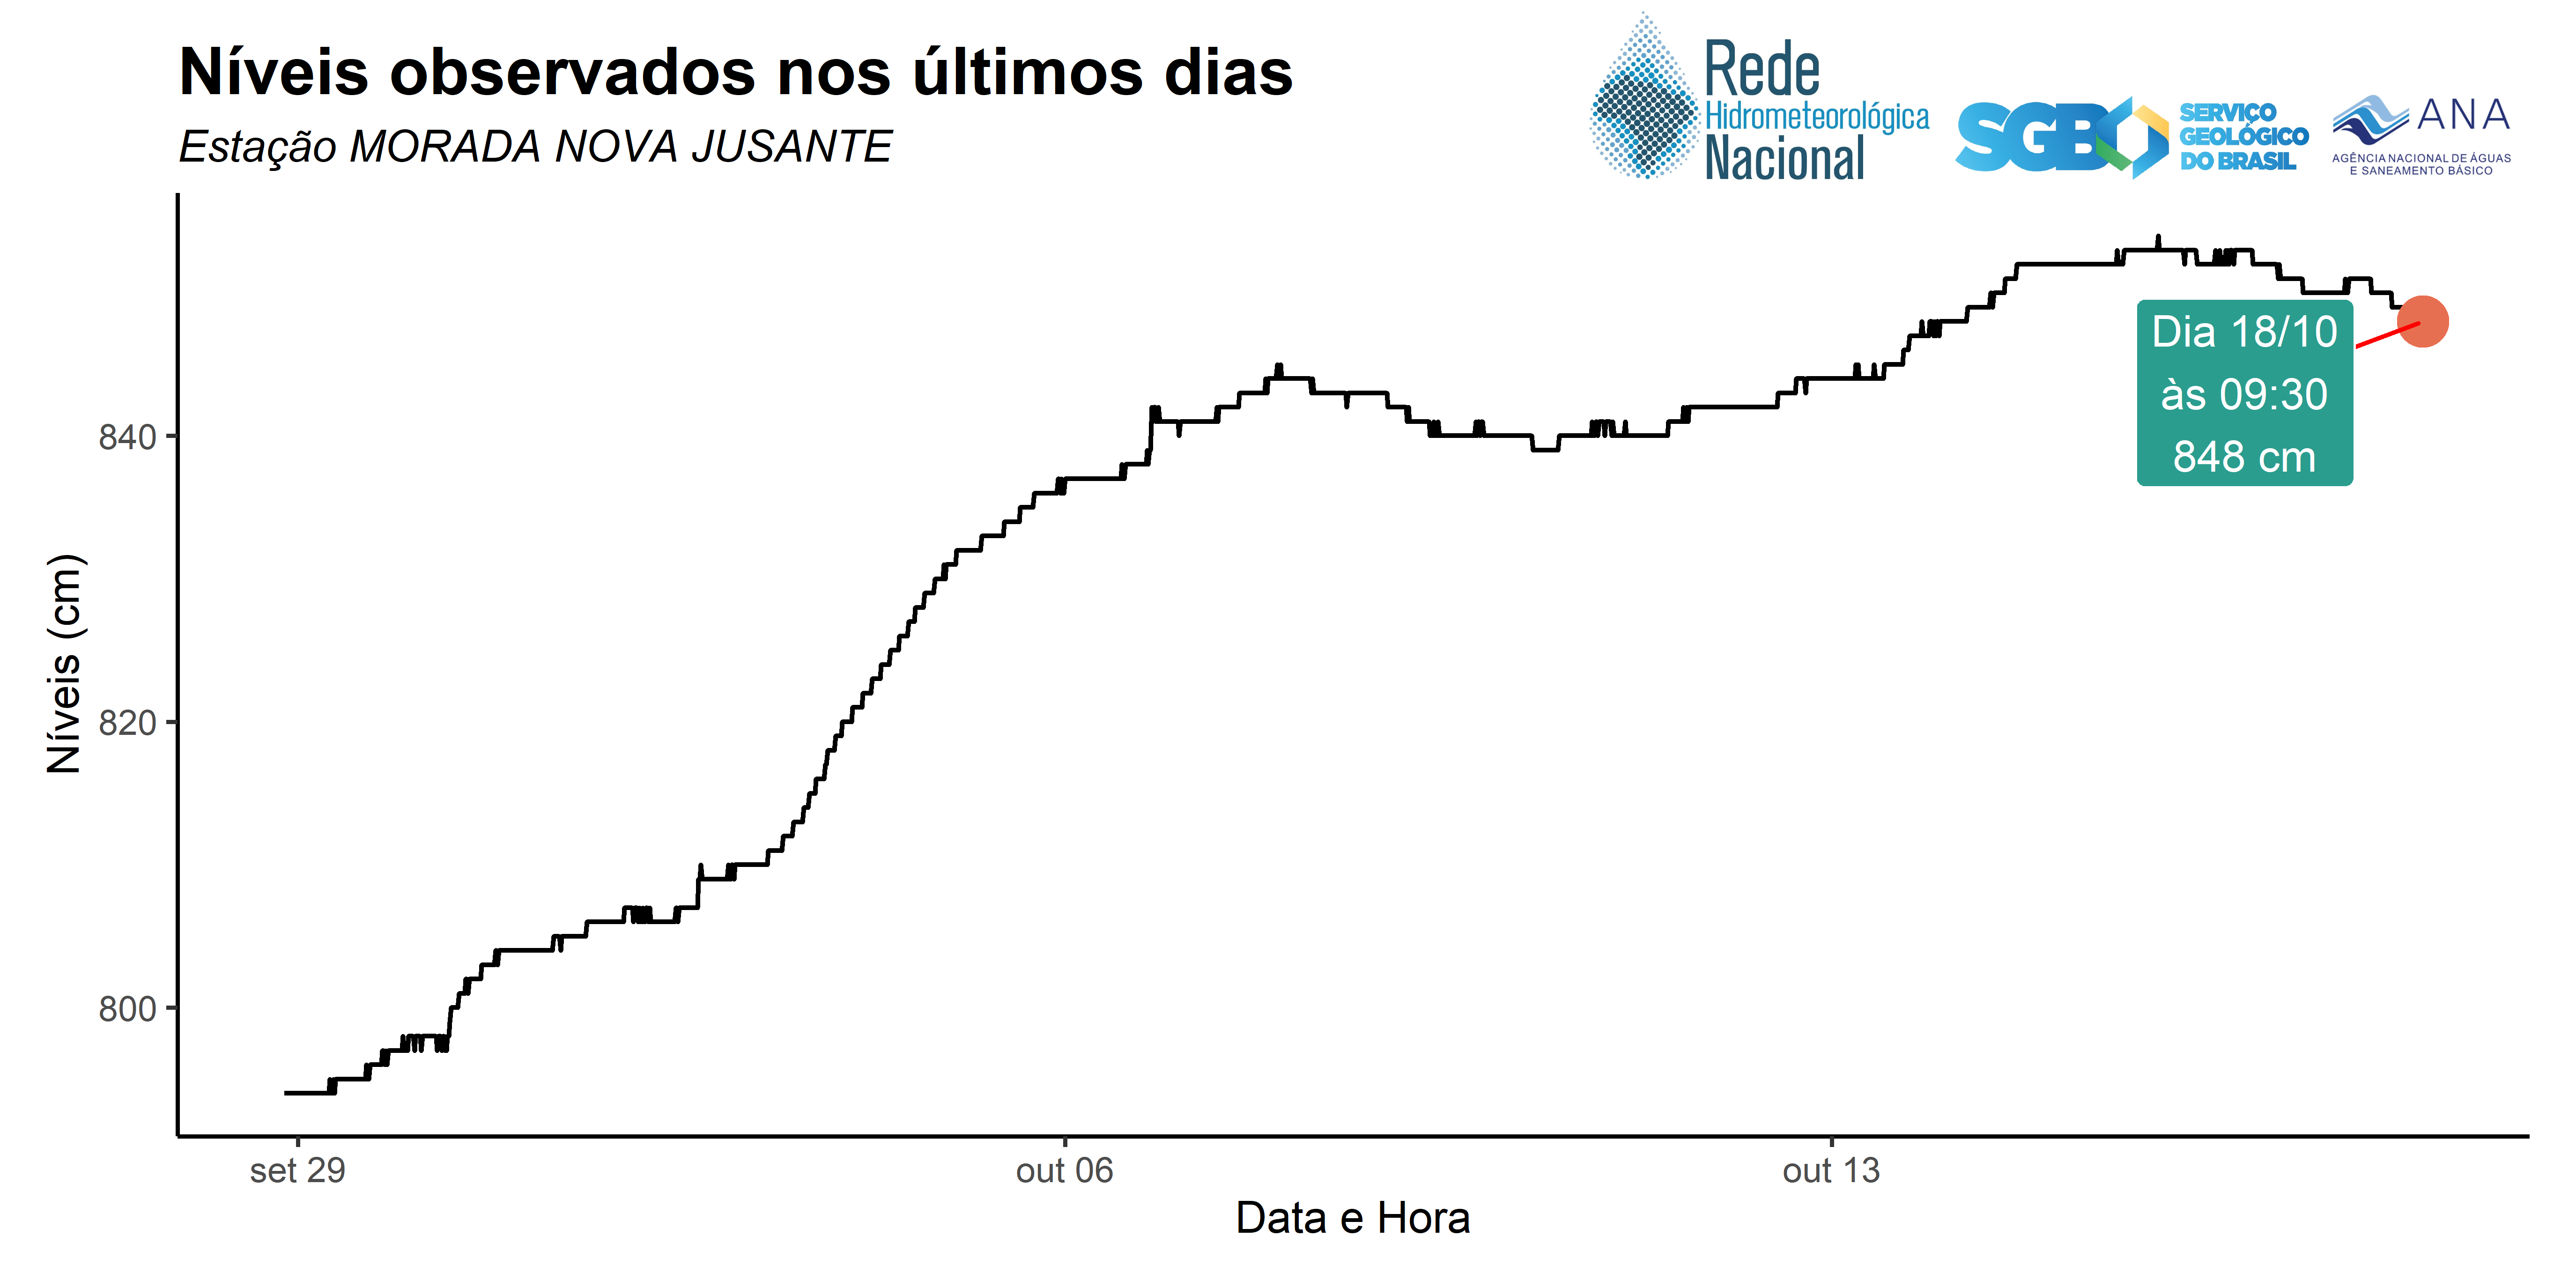 Níveis observados nos últimos dias
Estação MORADA NOVA JUSANTE
Rede
Hidrometeorológica
Nacional
SGB
SERVIÇO
GEOLÓGICO
DO BRASIL
ANA
AGÊNCIA NACIONAL DE ÁGUAS
E SANEAMENTO BÁSICO
Dia 18/10
às 09:30
848 cm
Níveis (cm)
840
820
800
set 29
out 06
out 13
Data e Hora